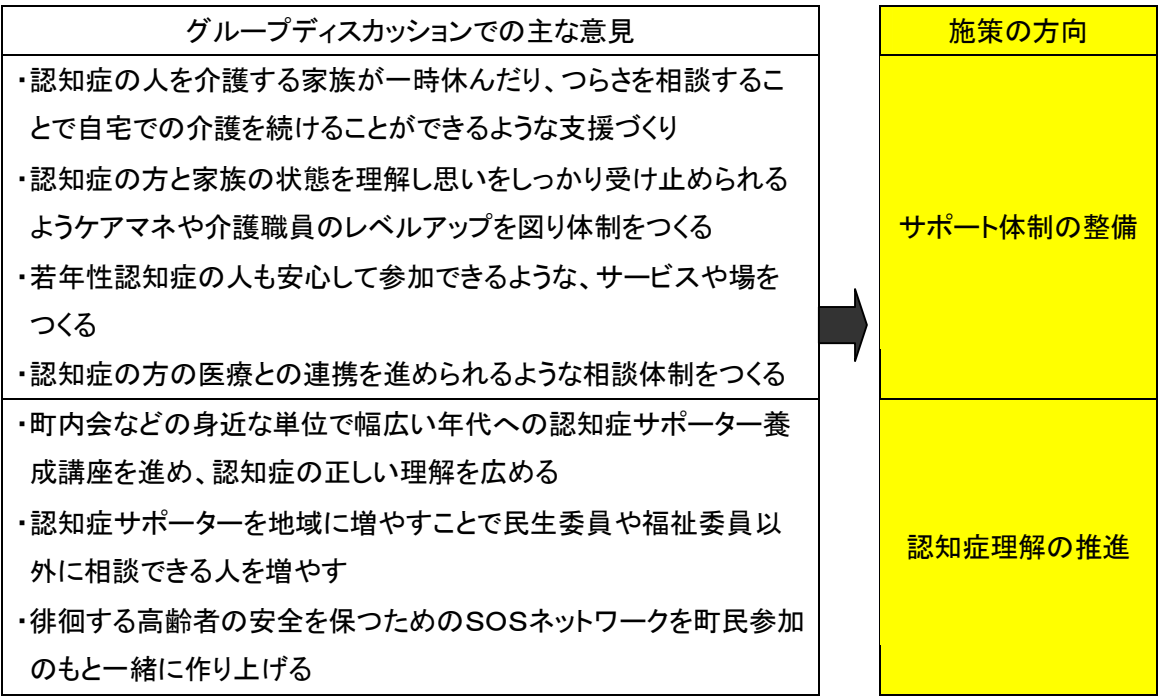 グループディスカッションでの主な意見
・認知症の人を介護する家族が一時休んだり、つらさを相談するこ
とで自宅での介護を続けることができるような支援づくり
・認知症の方と家族の状態を理解し思いをしっかり受け止められる
ようケアマネや介護職員のレベルアップを図り体制をつくる
・若年性認知症の人も安心して参加できるような、サービスや場を
つくる
・認知症の方の医療との連携を進められるような相談体制をつくる
・町内会などの身近な単位で幅広い年代への認知症サポーター養
成講座を進め、認知症の正しい理解を広める
・認知症サポーターを地域に増やすことで民生委員や福祉委員以
外に相談できる人を増やす
・徘徊する高齢者の安全を保つためのSOSネットワークを町民参加
のもと一緒に作り上げる
施策の方向
サポート体制の整備
認知症理解の推進